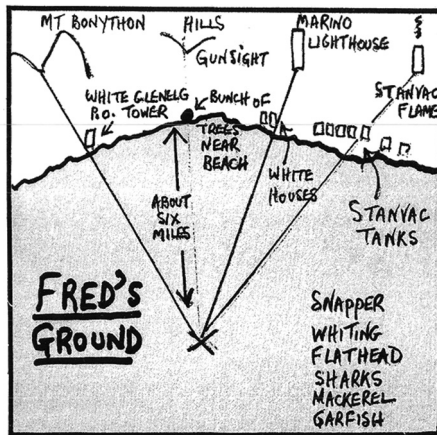 MT BONYTHON
HILLS
GUNSIGHT
MARINO
LIGHTHOUSE
STANVAC
FLAME
WHITE GLENELG
P.O. TOWER
BUNCH OF
TREES
NEAR
BEACH
WHITE
HOUSES
STANVAC
TANKS
ABOUT
SIX
MILES
FRED'S
GROUND
SNAPPER
WHITING
FLATHEAD
SHARKS
MACKEREL
GARFISH